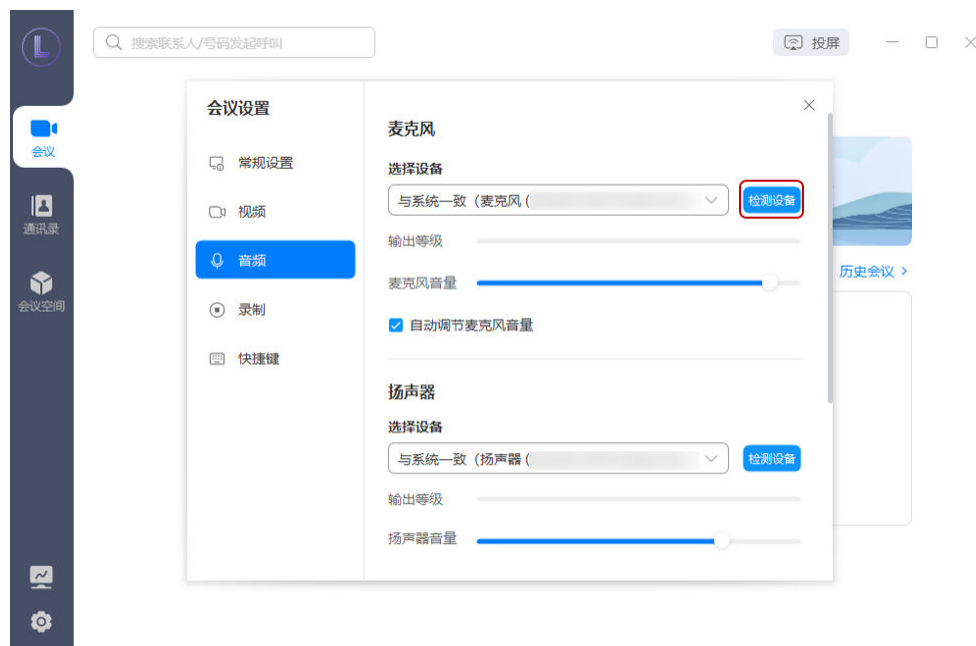 搜索联系人/号码发起呼叫
投屏
会议
通讯录
会议空间
会议设置
常规设置
视频
音频
录制
快捷键
麦克风
选择设备
与系统一致（麦克风 (
检测设备
输出等级
麦克风音量
自动调节麦克风音量
扬声器
选择设备
与系统一致（扬声器 (
检测设备
输出等级
扬声器音量
历史会议